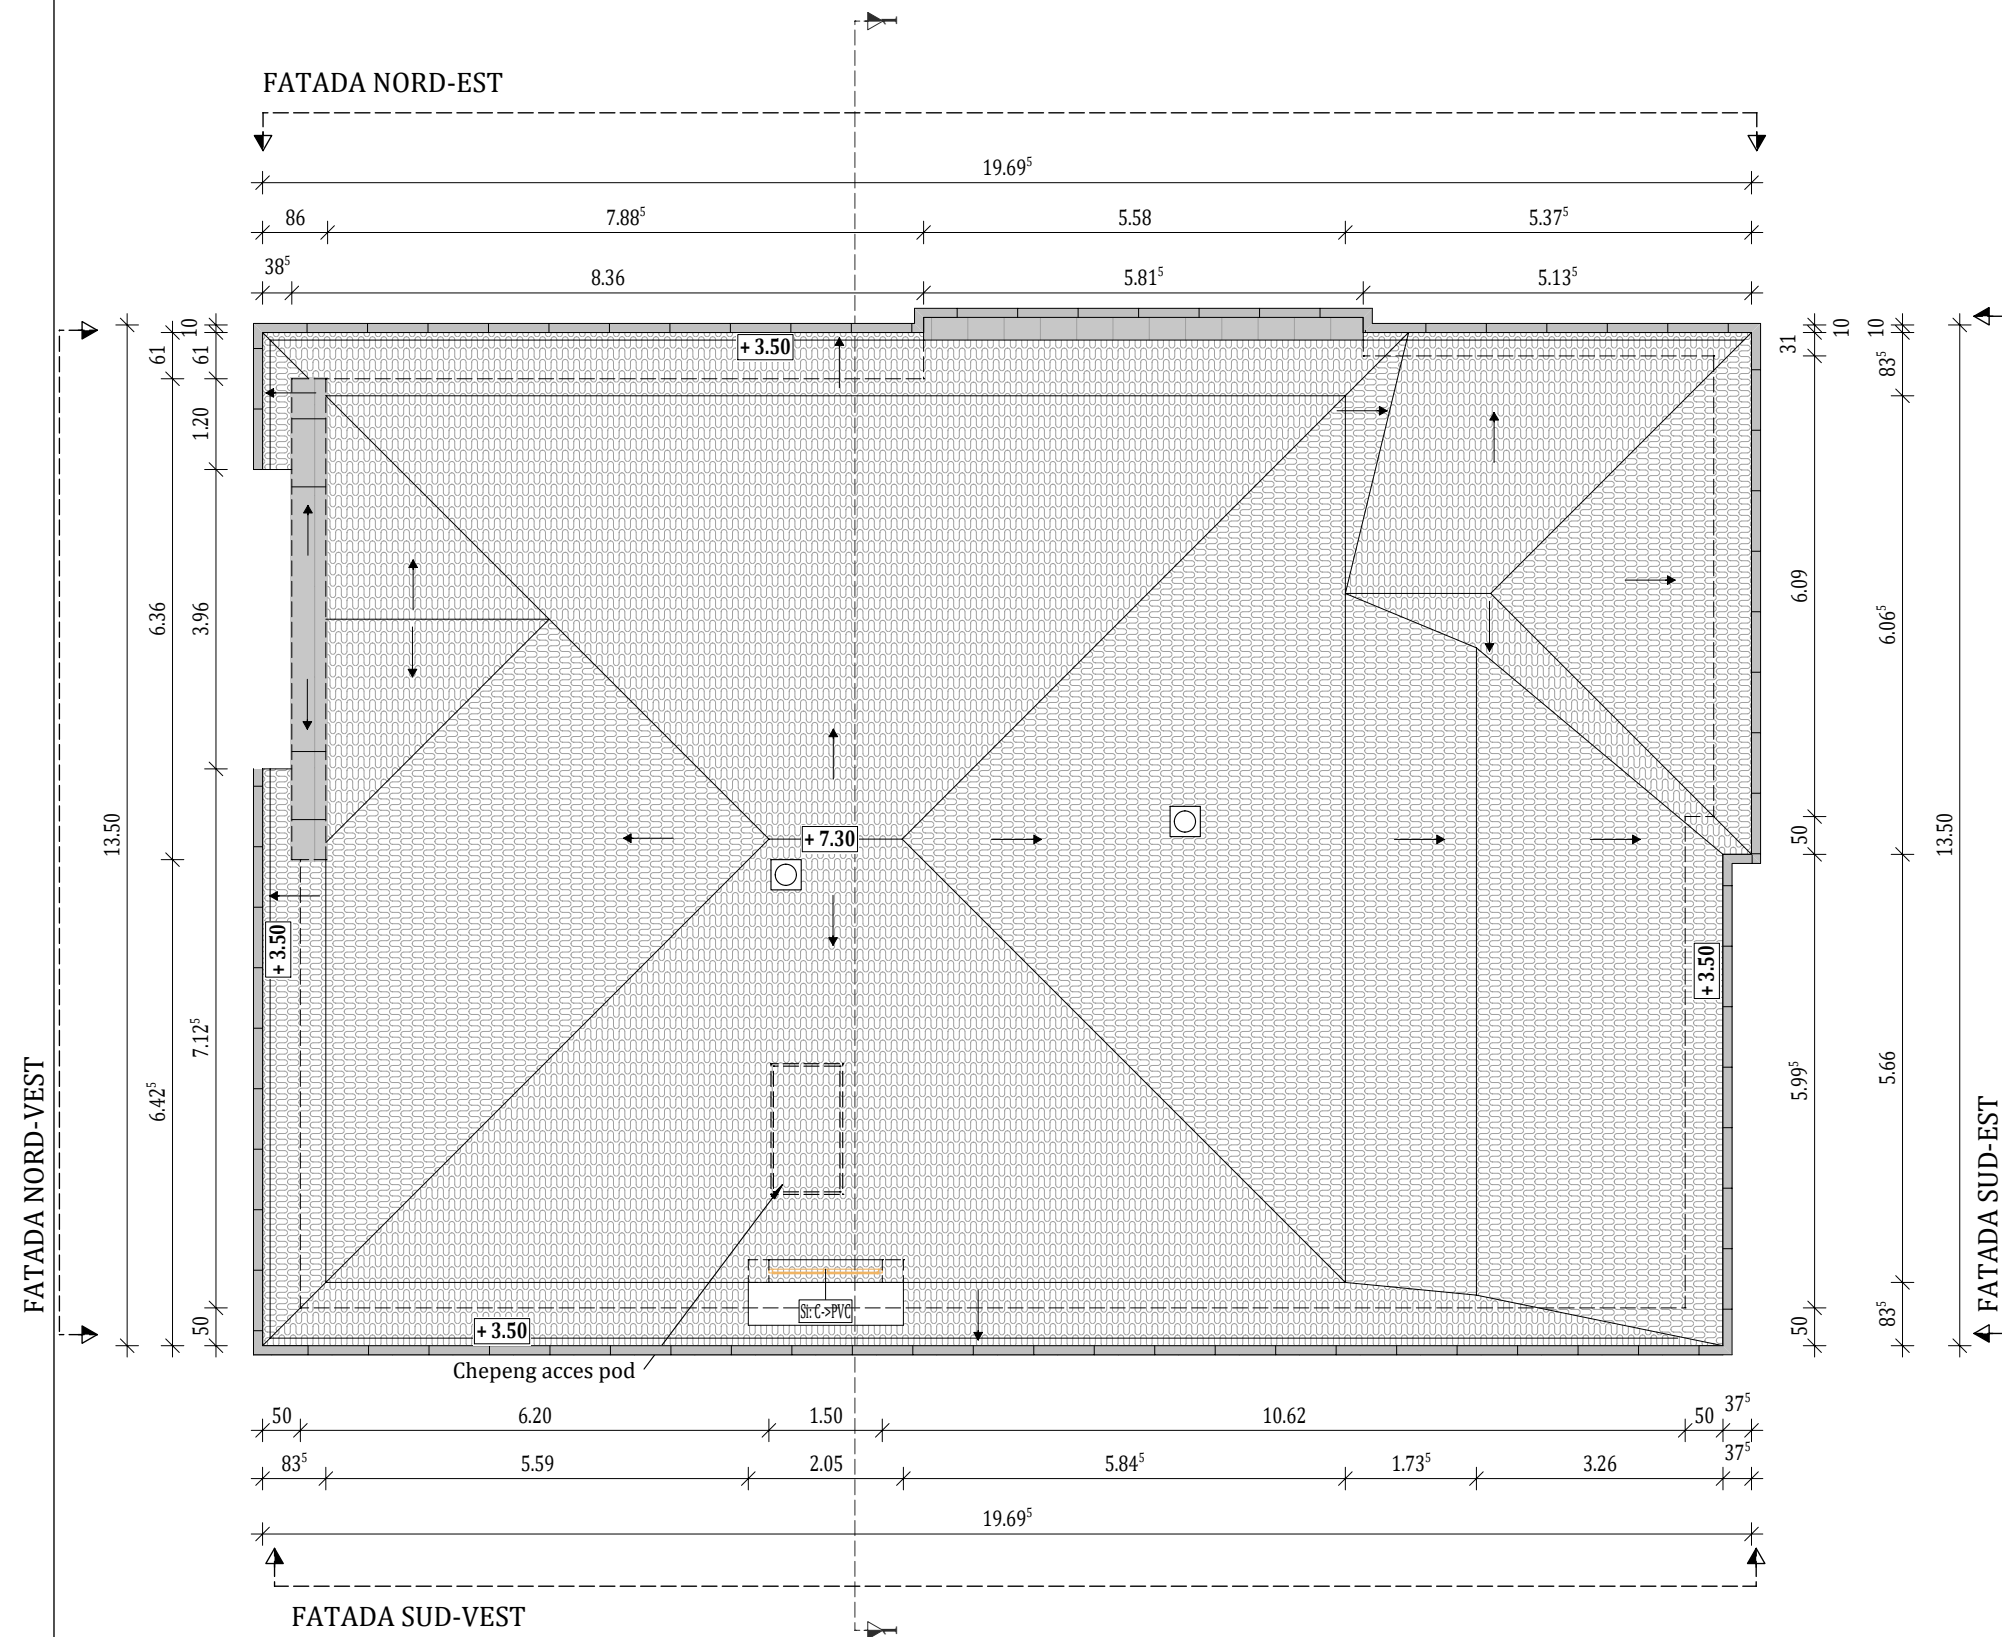 1
FATADA NORD-EST
19.69⁵
86 7.88⁵ 5.58 5.37⁵
38⁵ 8.36 5.81⁵ 5.13⁵
10 61 10 61 31 10 10 83⁵
+ 3.50
1.20
13.50 6.36 3.96 6.09 6.06⁵ 13.50
+ 7.30
50
+ 3.50 + 3.50
FATADA NORD-VEST
6.42⁵ 7.12⁵ 5.99⁵ 5.66
FATADA SUD-EST
Si: C->PVC
50 + 3.50 50 83⁵
Chepeng acces pod
50 6.20 1.50 10.62 50 37⁵
83⁵ 5.59 2.05 5.84⁵ 1.73⁵ 3.26 37⁵
19.69⁵
FATADA SUD-VEST
1